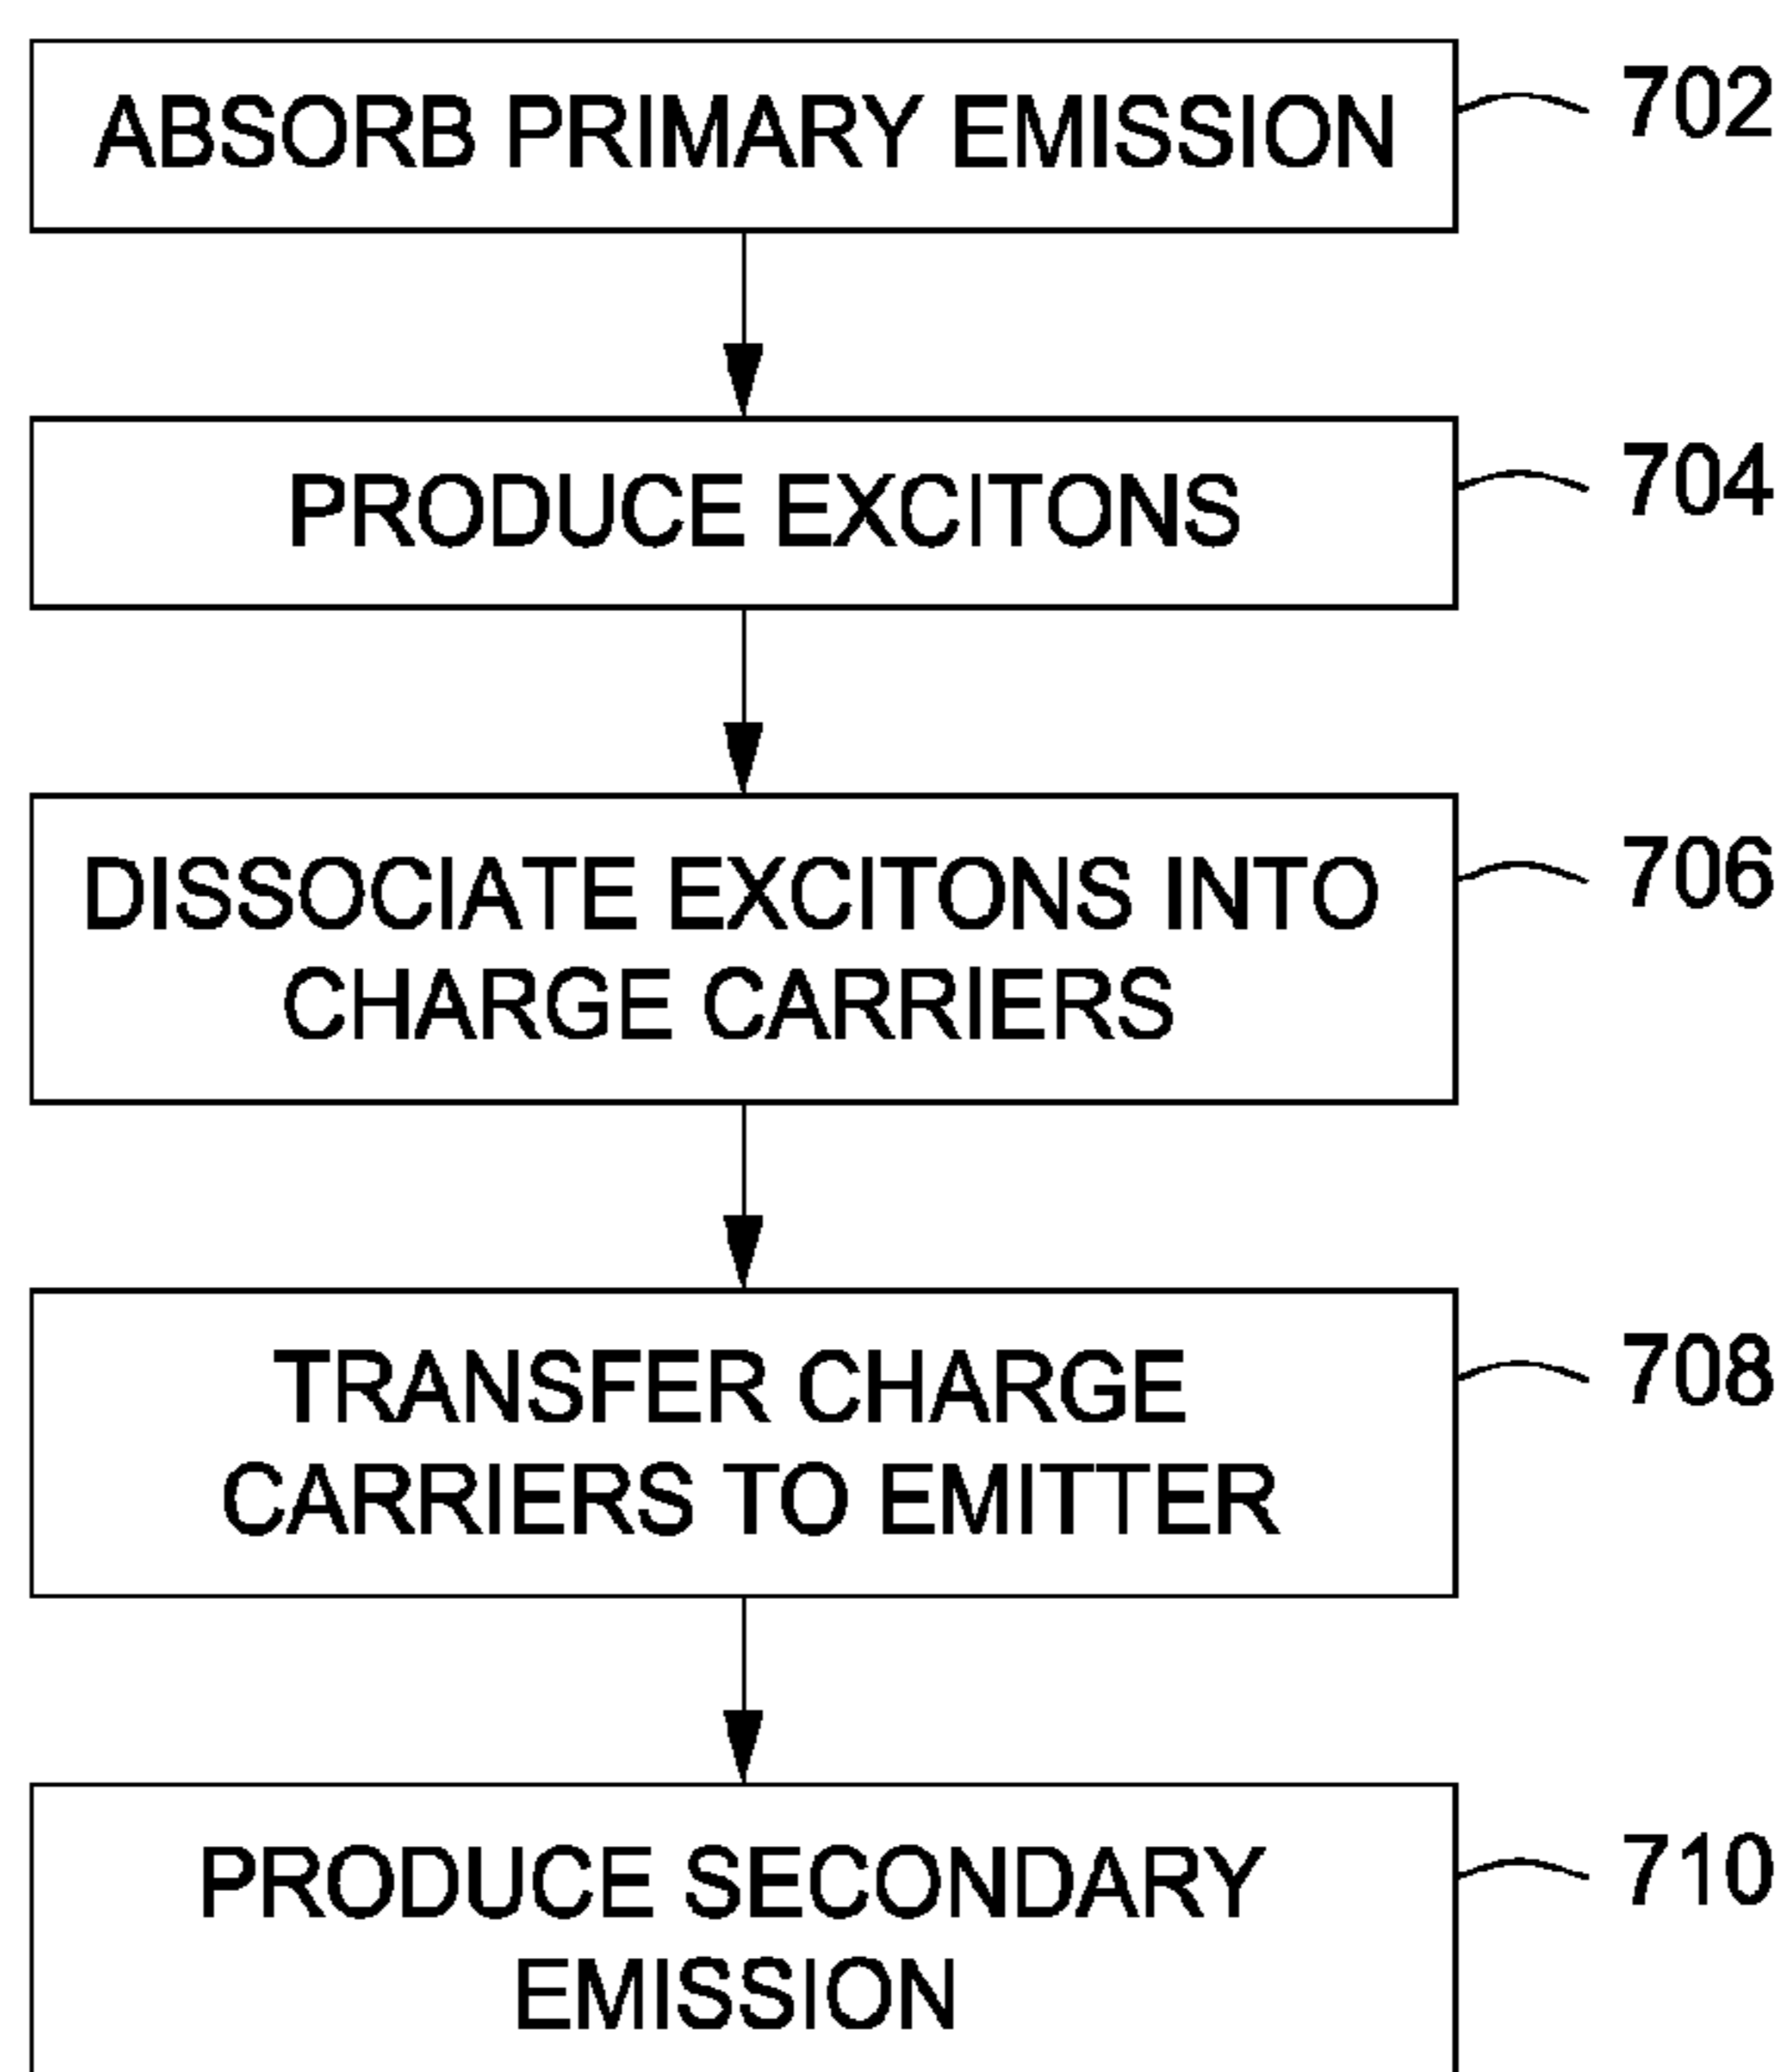 ABSORB PRIMARY EMISSION
702
PRODUCE EXCITONS
704
DISSOCIATE EXCITONS INTO
CHARGE CARRIERS
706
TRANSFER CHARGE
CARRIERS TO EMITTER
708
PRODUCE SECONDARY
EMISSION
710